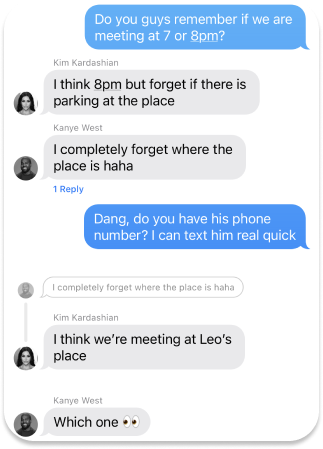 Do you guys remember if we are
meeting at 7 or 8pm?
Kim Kardashian
I think 8pm but forget if there is
parking at the place
Kanye West
I completely forget where the
place is haha
1 Reply
Dang, do you have his phone
number? I can text him real quick
I completely forget where the place is haha
Kim Kardashian
I think we’re meeting at Leo’s
place
Kanye West
Which one 👀